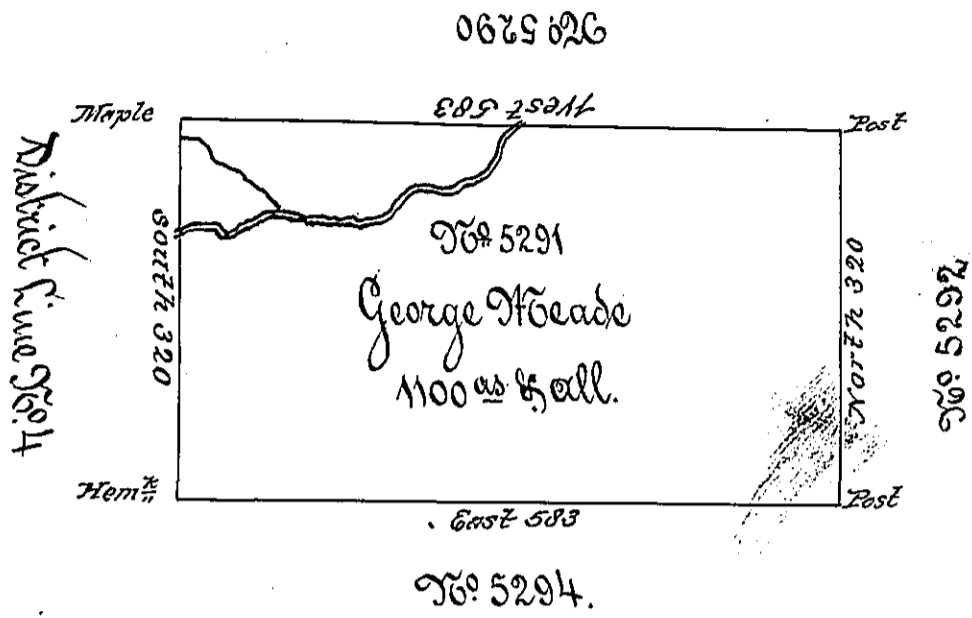 No. 5290
West 583
Maple
Post
District Line No. 4
South 320
No. 5291
George Meade
1100 as & all.
North 320
No. 5292
Hemk
Post
East 583
No. 5294.